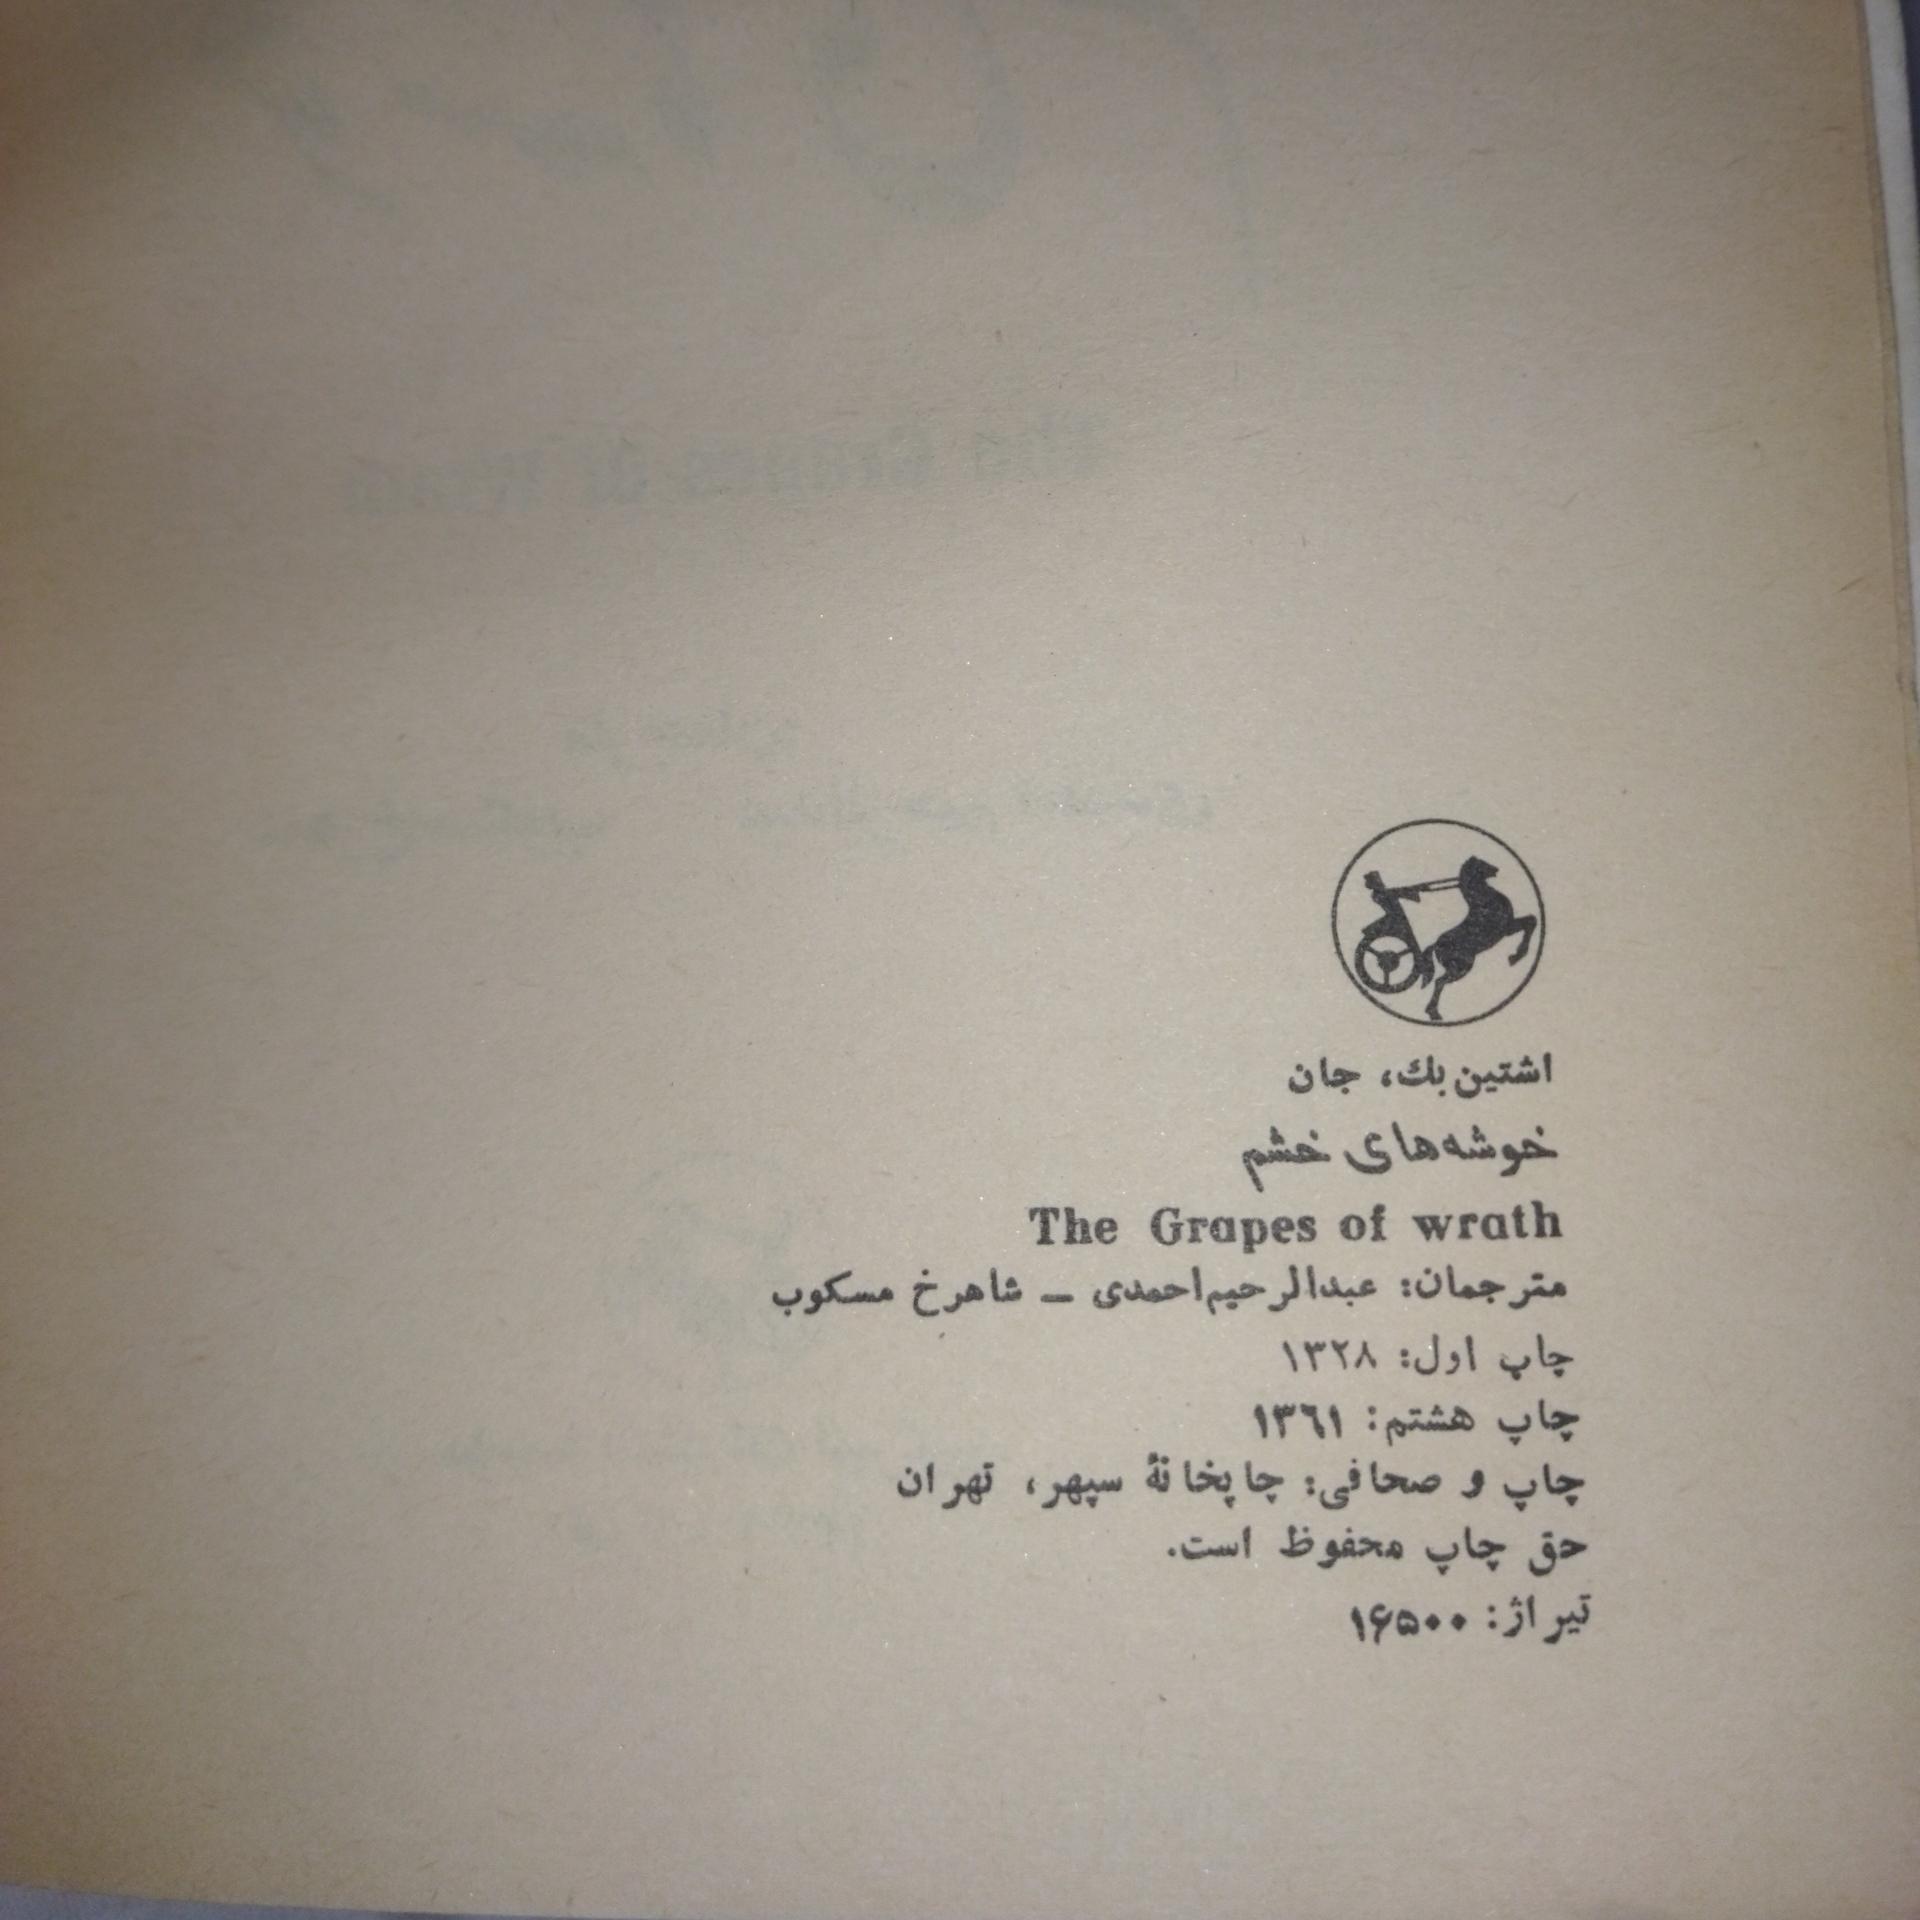 اشتین‌بك، جان
خوشه‌های خشم
The Grapes of wrath
مترجمان: عبدالرحیم‌احمدی – شاهرخ مسکوب
چاپ اول: ۱۳۲۸
چاپ هشتم: ۱۳٦۱
چاپ و صحافی: چاپخانهٔ سپهر، تهران
حق چاپ محفوظ است.
تیراژ: ۱۶۵۰۰